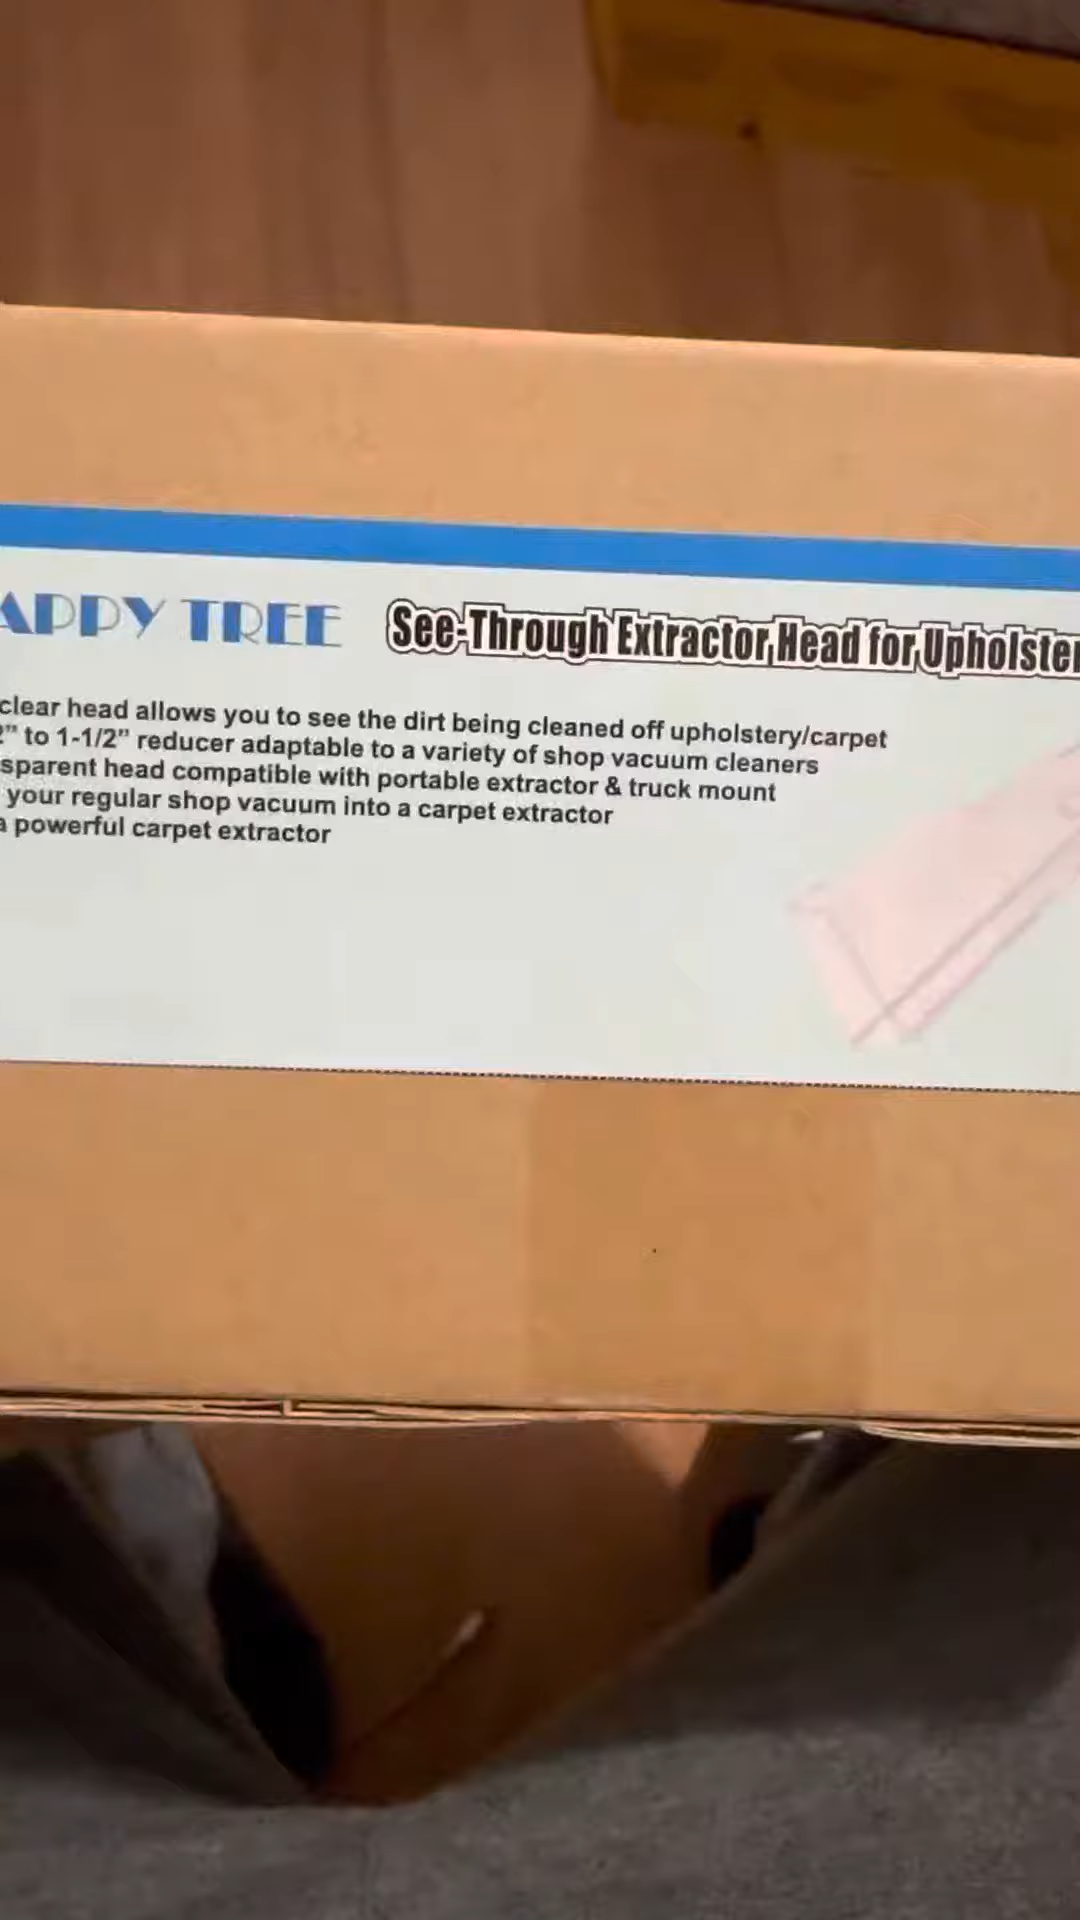 APPY TREE See-Through Extractor Head for Upholster
clear head allows you to see the dirt being cleaned off upholstery/carpet
2" to 1-1/2" reducer adaptable to a variety of shop vacuum cleaners
sparent head compatible with portable extractor & truck mount
your regular shop vacuum into a carpet extractor
a powerful carpet extractor